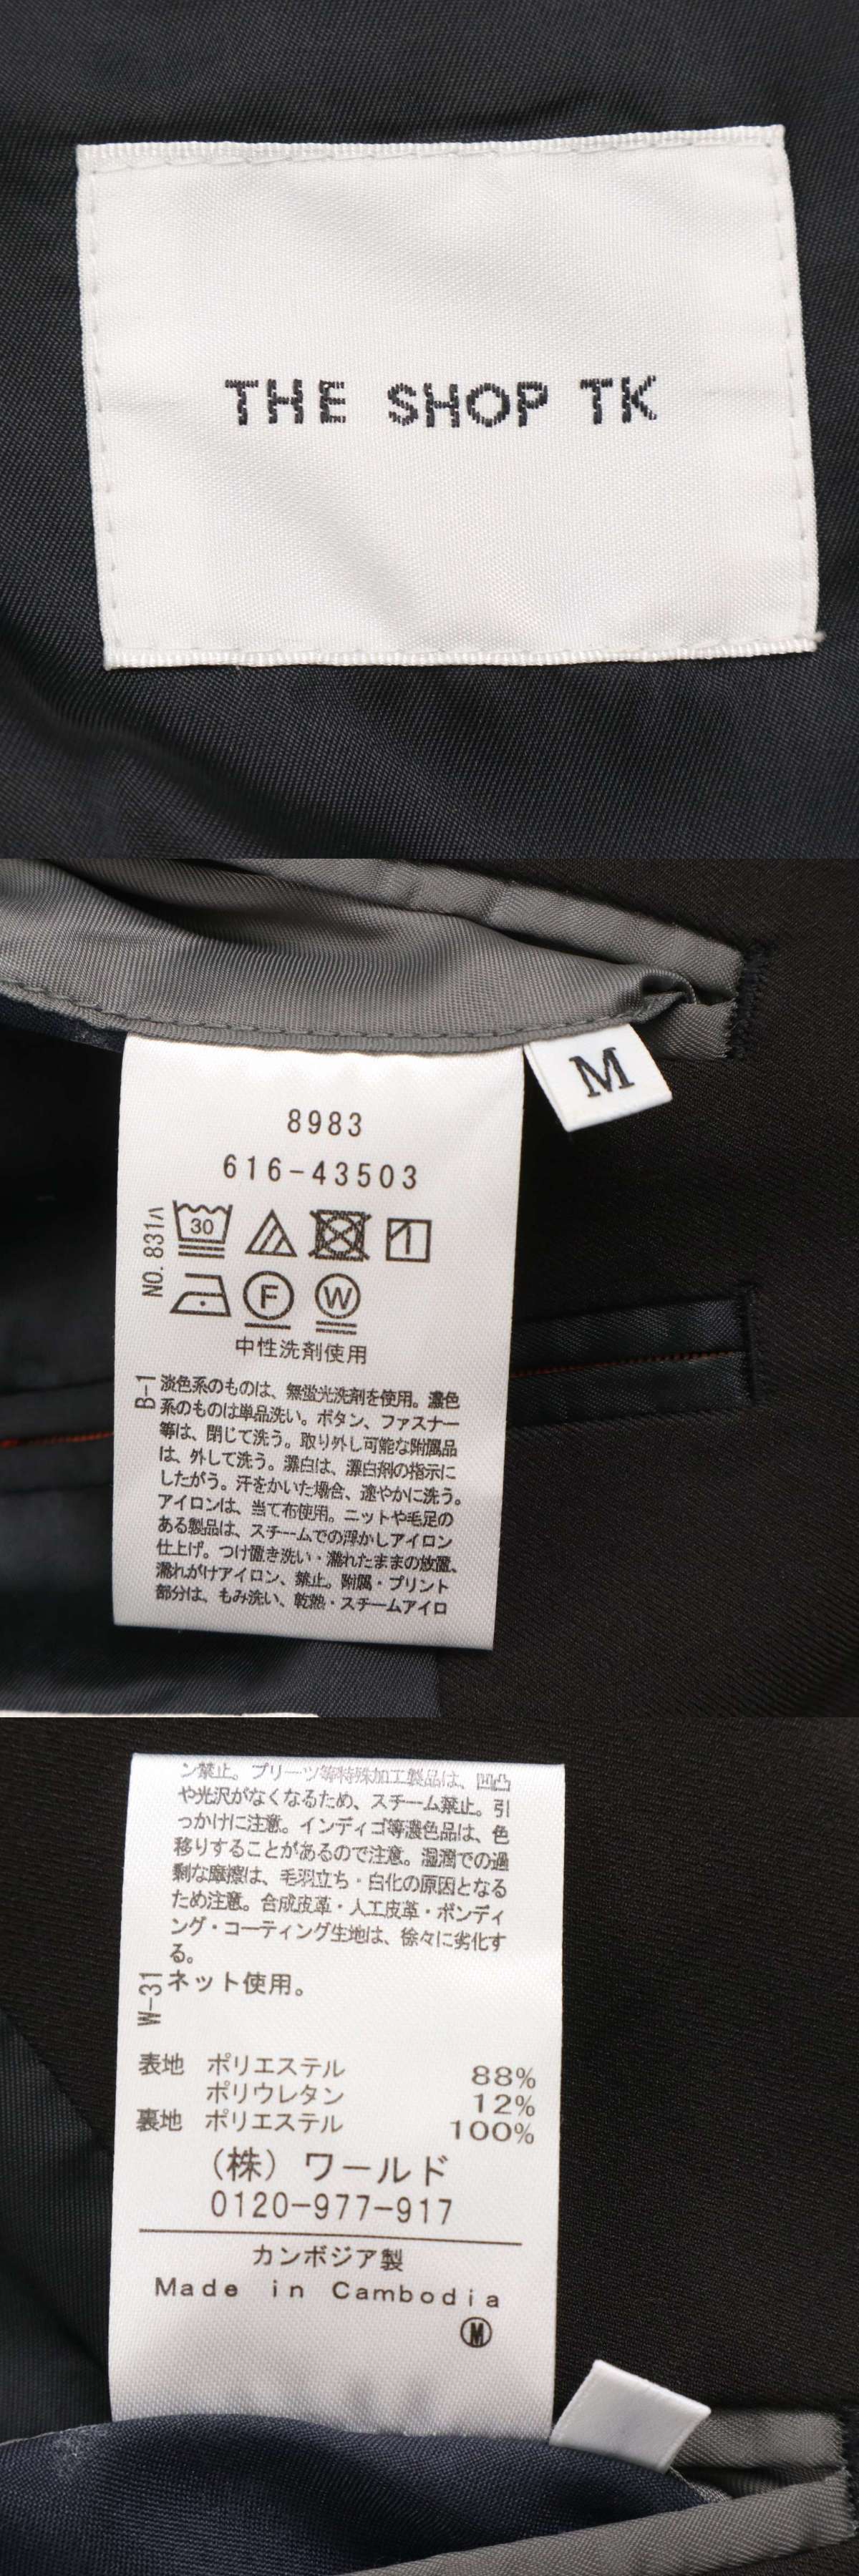 THE SHOP TK
M
8983
616-43503
NO. 831ﾊ
30
F
W
中性洗剤使用
B-1
淡色系のものは、無蛍光洗剤を使用。濃色
系のものは単品洗い。ボタン、ファスナー
等は、閉じて洗う。取り外し可能な附属品
は、外して洗う。漂白は、漂白剤の指示に
したがう。汗をかいた場合、速やかに洗う。
アイロンは、当て布使用。ニットや毛足の
ある製品は、スチームでの浮かしアイロン
仕上げ。つけ置き洗い・濡れたままの放置、
濡れがけアイロン、禁止。附属・プリント
部分は、もみ洗い、乾熱・スチームアイロ
ン禁止。プリーツ等特殊加工製品は、凹凸
や光沢がなくなるため、スチーム禁止。引
っかけに注意。インディゴ等濃色品は、色
移りすることがあるので注意。湿潤での過
剰な摩擦は、毛羽立ち・白化の原因となる
ため注意。合成皮革・人工皮革・ボンディ
ング・コーティング生地は、徐々に劣化す
る。
W-31
ネット使用。
表地 ポリエステル 88%
ポリウレタン 12%
裏地 ポリエステル 100%
(株) ワールド
0120-977-917
カンボジア製
Made in Cambodia
Ⓜ